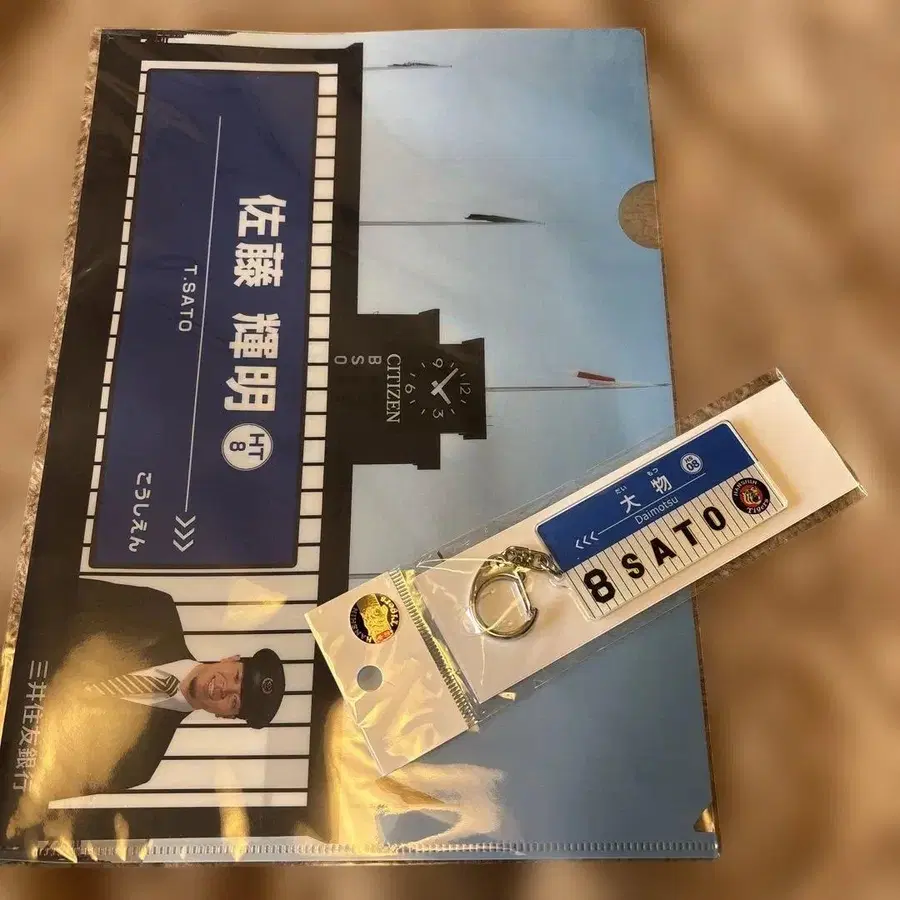 佐藤 輝明
HT
8
T.SATO
こうしえん
三井住友銀行
B
S
O
CITIZEN
12
3
6
9
だい もつ
大物
HS
08
Daimotsu
8 SATO
HANSHIN
Tigers